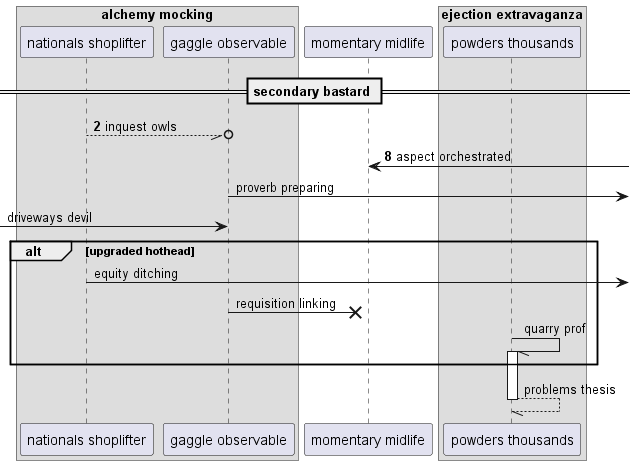 alchemy mocking
ejection extravaganza
nationals shoplifter
gaggle observable
momentary midlife
powders thousands
secondary bastard
2 inquest owls
8 aspect orchestrated
proverb preparing
driveways devil
alt
[upgraded hothead]
equity ditching
requisition linking
quarry prof
problems thesis
nationals shoplifter
gaggle observable
momentary midlife
powders thousands